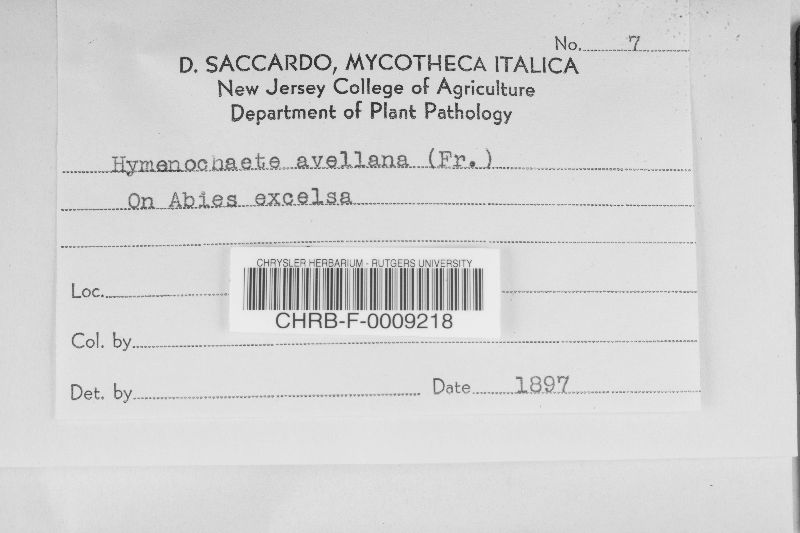 No. 7
D. SACCARDO, MYCOTHECA ITALICA
New Jersey College of Agriculture
Department of Plant Pathology
Hymenochaete avellana (Fr.)
On Abies excelsa
CHRYSLER HERBARIUM - RUTGERS UNIVERSITY
Loc.
CHRB-F-0009218
Col. by
Det. by Date 1897